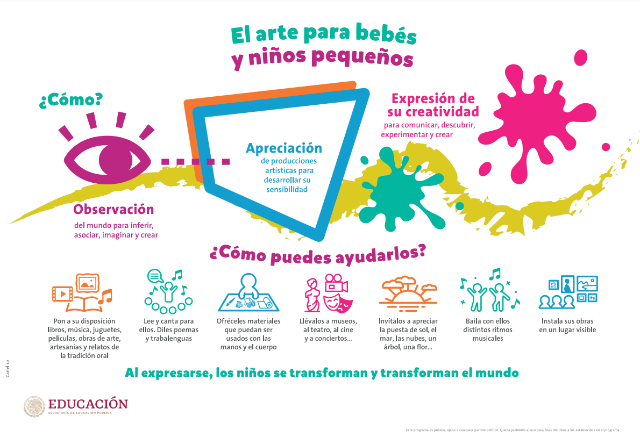 El arte para bebés
y niños pequeños
¿Cómo?
Observación
del mundo para inferir,
asociar, imaginar y crear
Apreciación
de producciones
artísticas para
desarrollar su
sensibilidad
Expresión de
su creatividad
para comunicar, descubrir,
experimentar y crear
¿Cómo puedes ayudarlos?
Pon a su disposición
libros, música, juguetes,
películas, obras de arte,
artesanías y relatos de
la tradición oral
Lee y canta para
ellos. Diles poemas
y trabalenguas
Ofréceles materiales
que puedan ser
usados con las
manos y el cuerpo
Llévalos a museos,
al teatro, al cine
y a conciertos...
Invítalos a apreciar
la puesta de sol, el
mar, las nubes, un
árbol, una flor...
Baila con ellos
distintos ritmos
musicales
Instala sus obras
en un lugar visible
Al expresarse, los niños se transforman y transforman el mundo
EDUCACIÓN